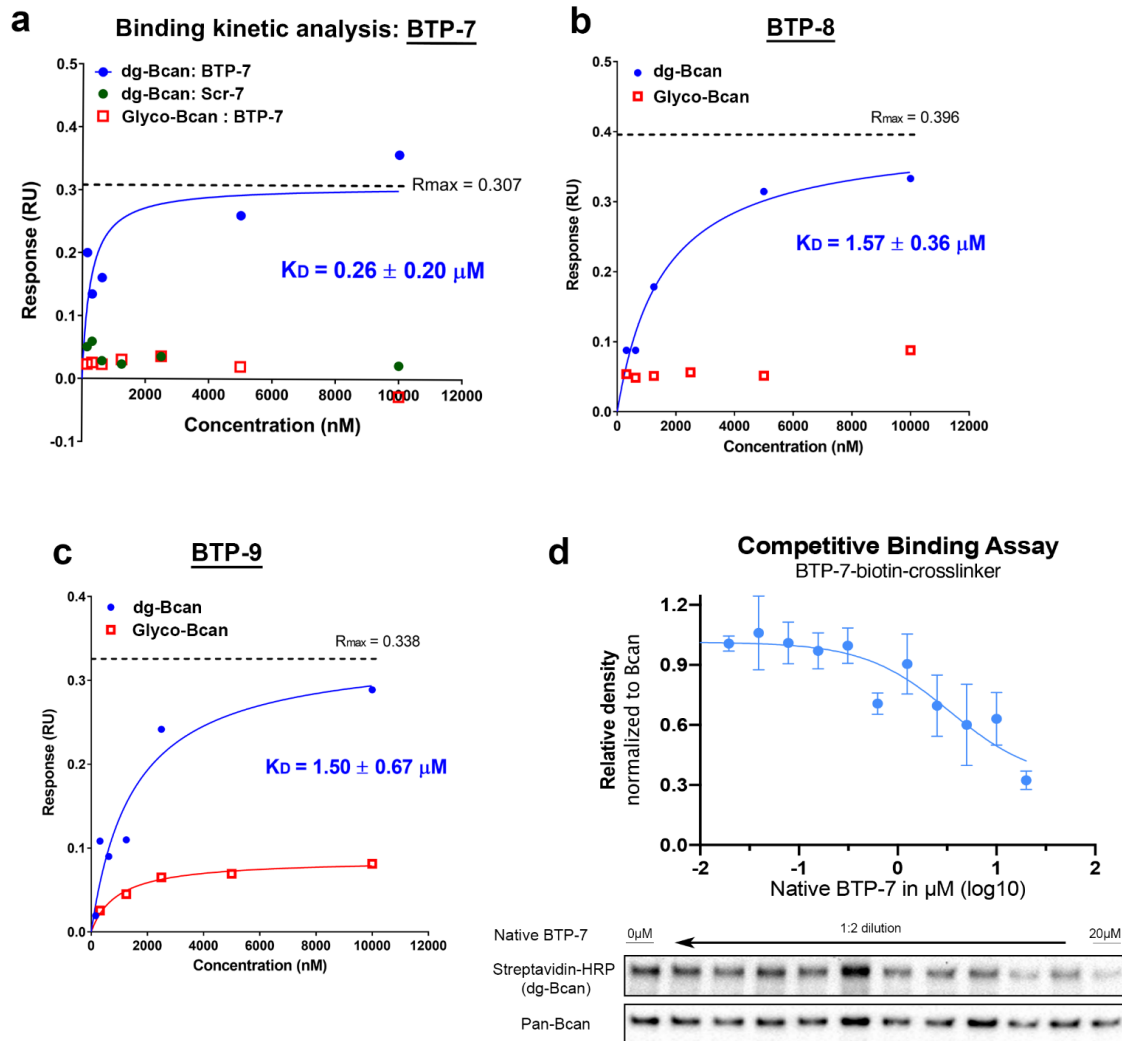 a
Binding kinetic analysis: BTP-7
dg-Bcan: BTP-7
dg-Bcan: Scr-7
Glyco-Bcan : BTP-7
0.5
0.4
0.3
0.2
0.1
0.0
-0.1
Response (RU)
Rmax = 0.307
KD = 0.26 ± 0.20 μM
2000 4000 6000 8000 10000 12000
Concentration (nM)
b
BTP-8
dg-Bcan
Glyco-Bcan
0.5
0.4
0.3
0.2
0.1
0.0
Response (RU)
Rmax = 0.396
KD = 1.57 ± 0.36 μM
0 2000 4000 6000 8000 10000 12000
Concentration (nM)
c
BTP-9
dg-Bcan
Glyco-Bcan
0.4
0.3
0.2
0.1
0.0
Response (RU)
Rmax = 0.338
KD = 1.50 ± 0.67 μM
0 2000 4000 6000 8000 10000 12000
Concentration (nM)
d
Competitive Binding Assay
BTP-7-biotin-crosslinker
1.2
0.9
0.6
0.3
0.0
Relative density
normalized to Bcan
-2 -1 0 1 2
Native BTP-7 in μM (log10)
Native BTP-7
0μM
1:2 dilution
20μM
Streptavidin-HRP
(dg-Bcan)
Pan-Bcan